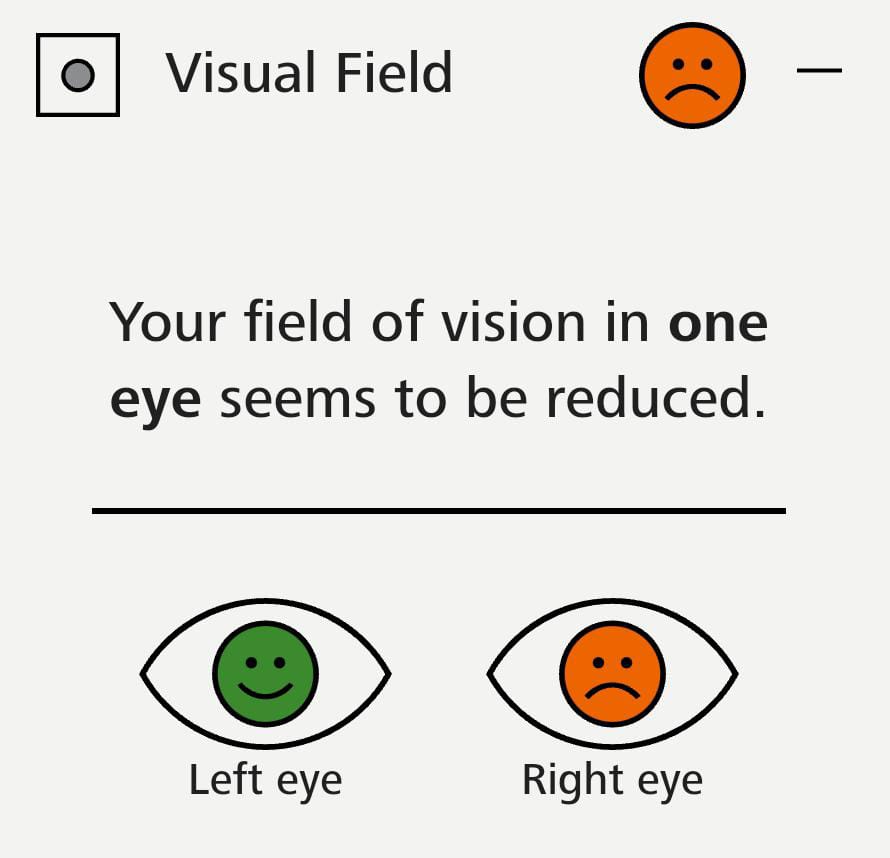 Visual Field
Your field of vision in one
eye seems to be reduced.
Left eye
Right eye